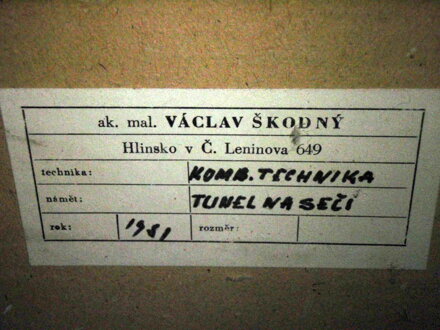 ak. mal. VÁCLAV ŠKODNÝ
Hlinsko v Č. Leninova 649
technika: KOMB. TECHNIKA
námět: TUNEL NA SEČI
rok: 1981 rozměr: